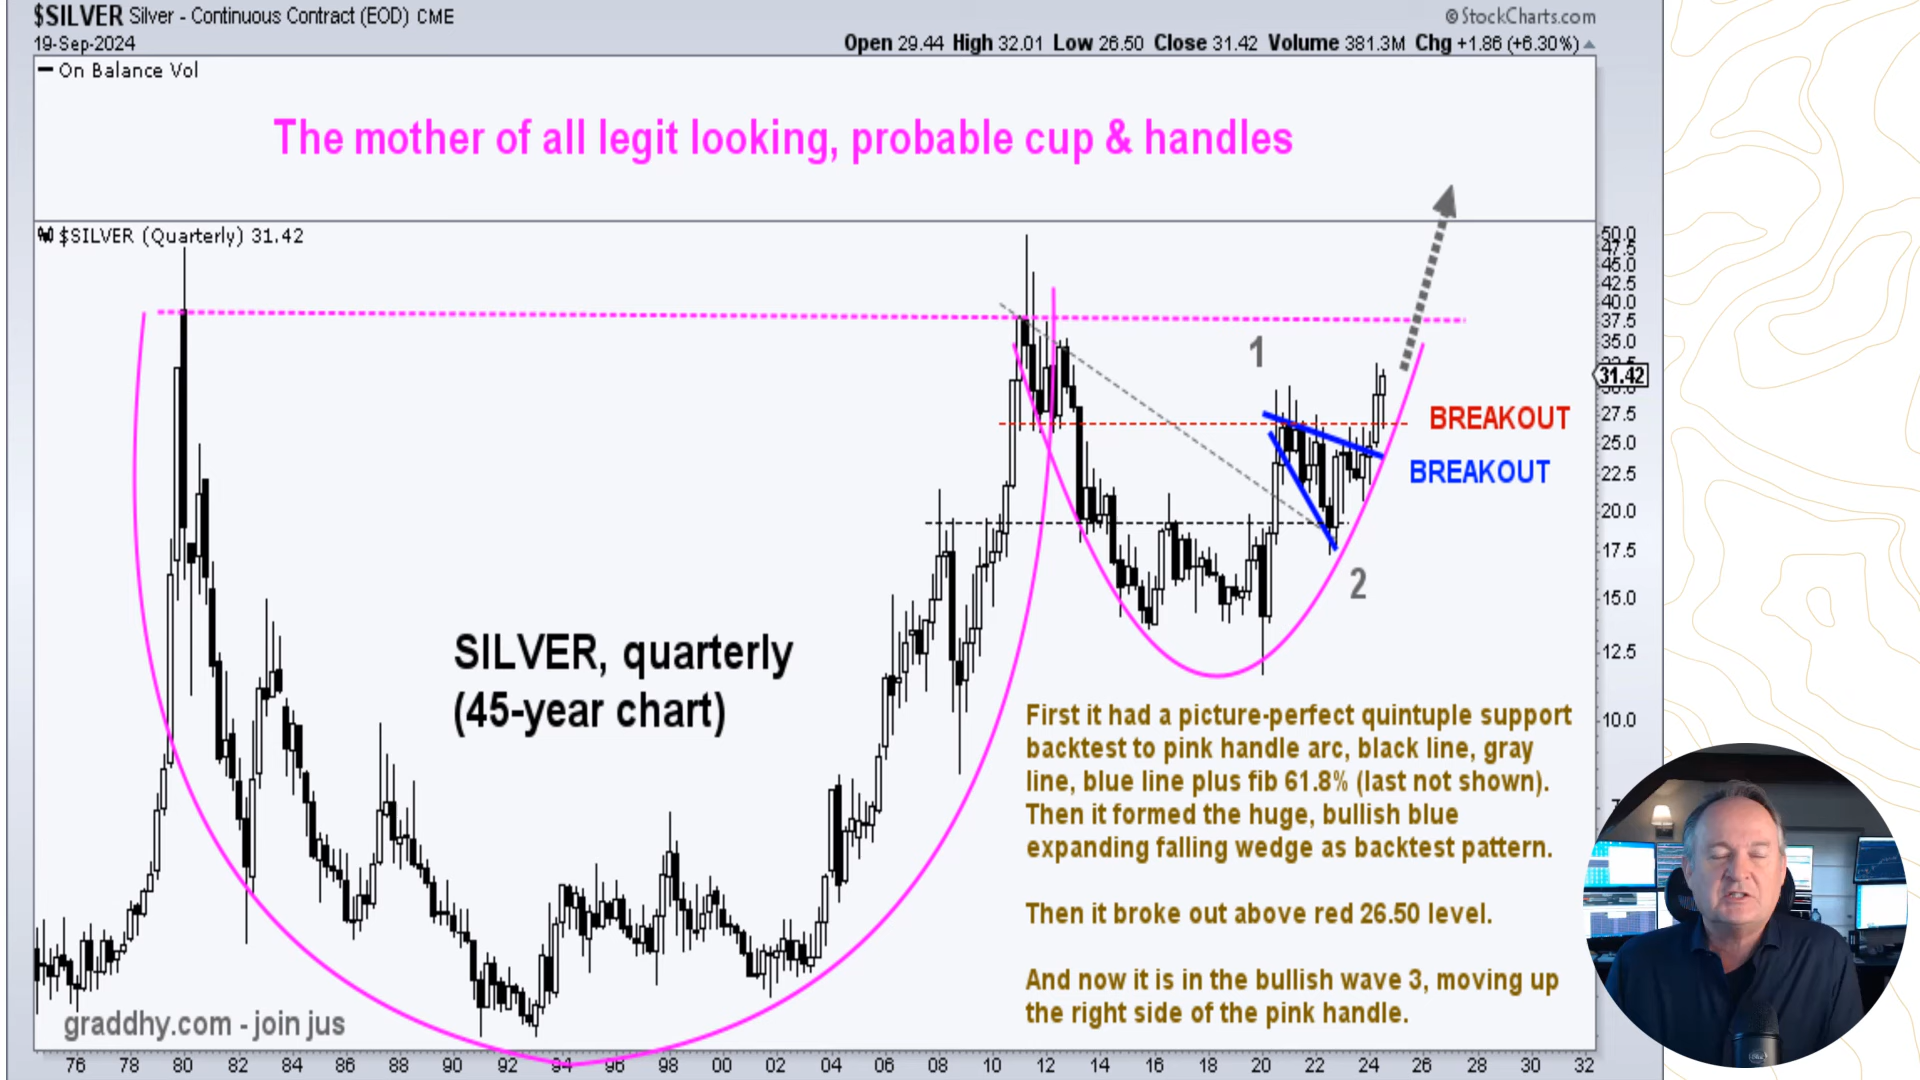 $SILVER Silver - Continuous Contract (EOD) CME
© StockCharts.com
19-Sep-2024
Open 29.44 High 32.01 Low 26.50 Close 31.42 Volume 381.3M Chg +1.86 (+6.30%)
On Balance Vol
The mother of all legit looking, probable cup & handles
$SILVER (Quarterly) 31.42
50.0
47.5
45.0
42.5
40.0
37.5
35.0
31.42
27.5
25.0
22.5
20.0
17.5
15.0
12.5
10.0
1
BREAKOUT
BREAKOUT
2
SILVER, quarterly
(45-year chart)
First it had a picture-perfect quintuple support
backtest to pink handle arc, black line, gray
line, blue line plus fib 61.8% (last not shown).
Then it formed the huge, bullish blue
expanding falling wedge as backtest pattern.
Then it broke out above red 26.50 level.
And now it is in the bullish wave 3, moving up
the right side of the pink handle.
graddhy.com - join jus
76 78 80 82 84 86 88 90 92 94 96 98 00 02 04 06 08 10 12 14 16 18 20 22 24 26 28 30 32